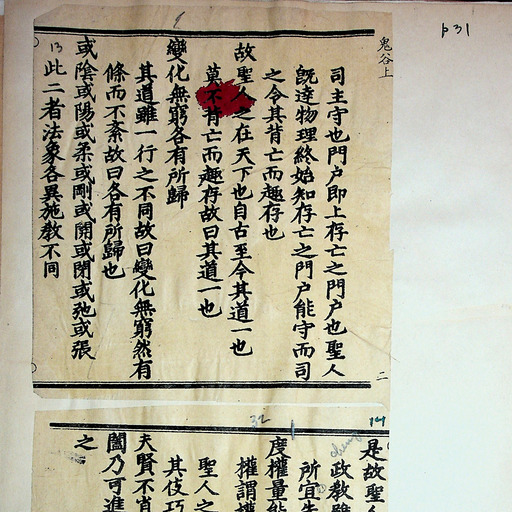 p31
鬼谷上
司主守也門户即上存亡之門户也聖人
旣達物理終始知存亡之門户能守而司
之令其背亡而趣存也
故聖人之在天下也自古至今其道一也
莫不背亡而趣存故曰其道一也
變化無窮各有所歸
其道雖一行之不同故曰變化無窮然有
條而不紊故曰各有所歸也
或陰或陽或柔或剛或開或閉或弛或張
13
此二者法象各異施教不同
二
32
是故聖
政教雖
所宜
度權量能
權謂權
聖人之
其伎巧
夫賢不肖
闔乃可進
之